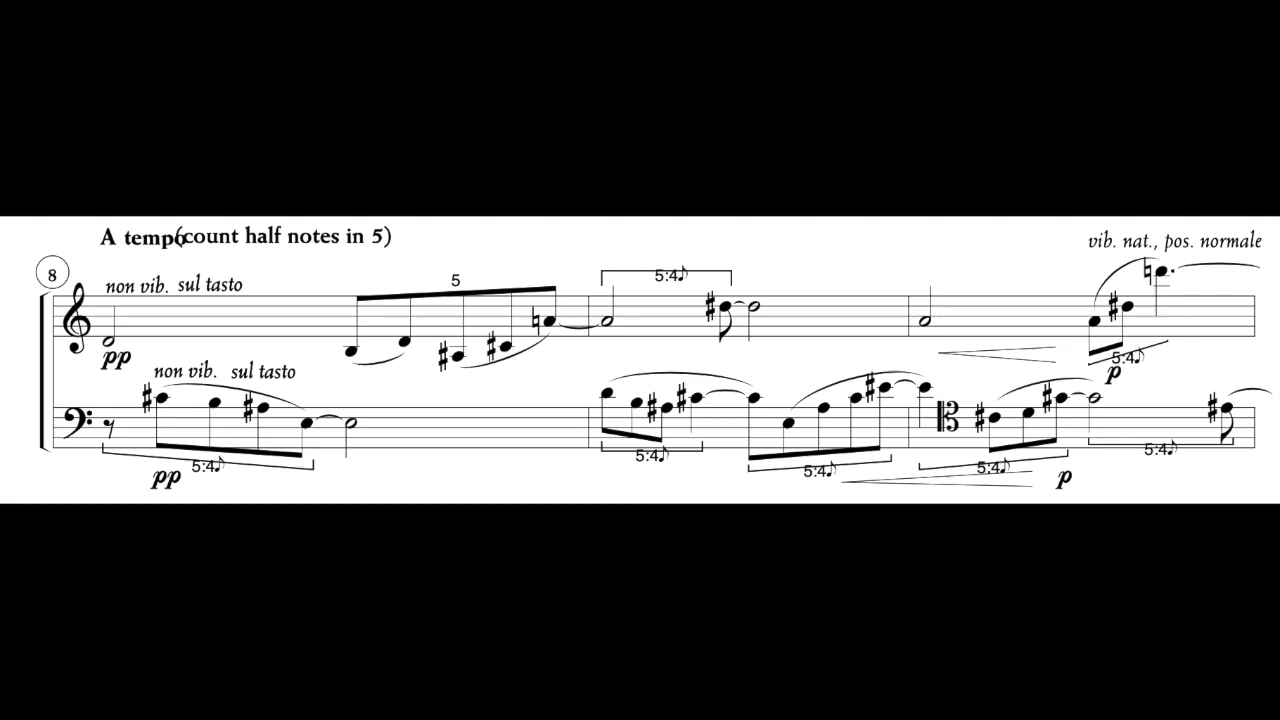 A tempo(count half notes in 5)
vib. nat., pos. normale
8
non vib. sul tasto
5
5:4♪
pp
5:4♪
p
non vib. sul tasto
5:4♪
pp
5:4♪
5:4♪
5:4♪
p
5:4♪